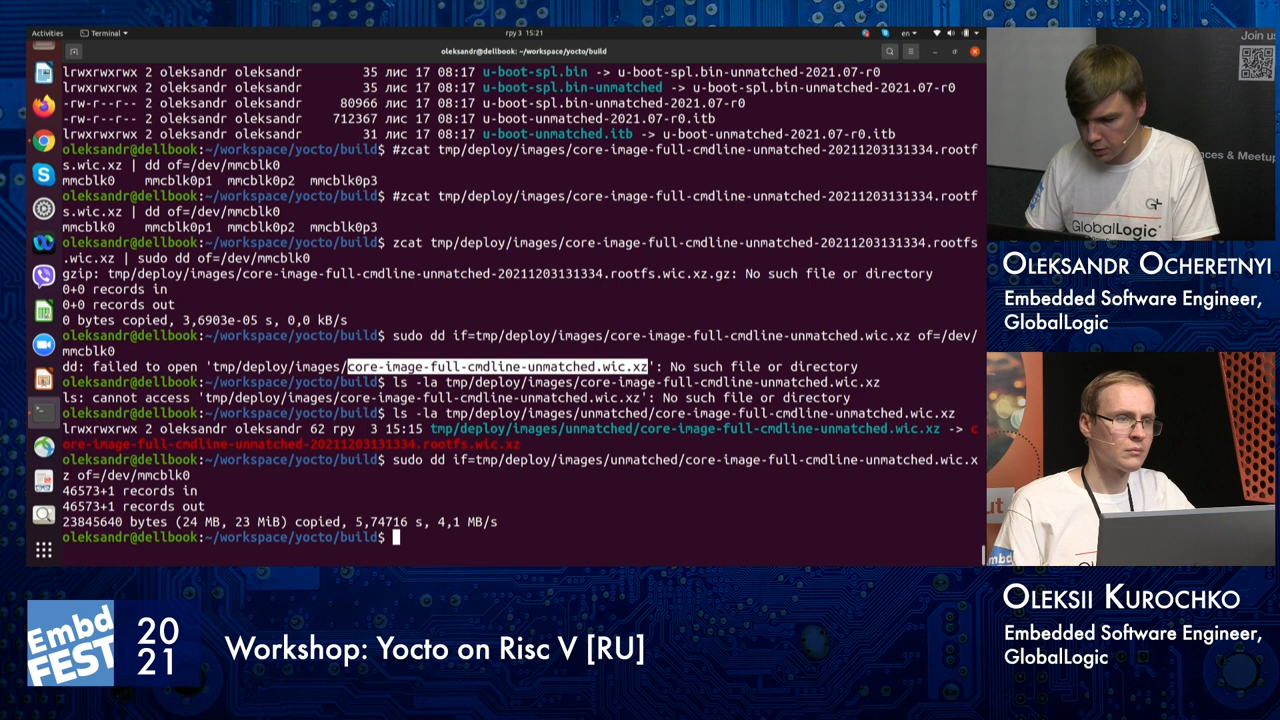 Activities
Terminal
гру 3 15:21
en
oleksandr@dellbook: ~/workspace/yocto/build
lrwxrwxrwx 2 oleksandr oleksandr 35 лис 17 08:17 u-boot-spl.bin -> u-boot-spl.bin-unmatched-2021.07-r0
lrwxrwxrwx 2 oleksandr oleksandr 35 лис 17 08:17 u-boot-spl.bin-unmatched -> u-boot-spl.bin-unmatched-2021.07-r0
-rw-r--r-- 2 oleksandr oleksandr 80966 лис 17 08:17 u-boot-spl.bin-unmatched-2021.07-r0
-rw-r--r-- 2 oleksandr oleksandr 712367 лис 17 08:17 u-boot-unmatched-2021.07-r0.itb
lrwxrwxrwx 2 oleksandr oleksandr 31 лис 17 08:17 u-boot-unmatched.itb -> u-boot-unmatched-2021.07-r0.itb
oleksandr@dellbook:~/workspace/yocto/build$ #zcat tmp/deploy/images/core-image-full-cmdline-20211203131334.rootf
s.wic.xz | dd of=/dev/mmcblk0
mmcblk0 mmcblk0p1 mmcblk0p2 mmcblk0p3
oleksandr@dellbook:~/workspace/yocto/build$ #zcat tmp/deploy/images/core-image-full-cmdline-20211203131334.rootf
s.wic.xz | dd of=/dev/mmcblk0
mmcblk0 mmcblk0p1 mmcblk0p2 mmcblk0p3
oleksandr@dellbook:~/workspace/yocto/build$ zcat tmp/deploy/images/core-image-full-cmdline-unmatched-20211203131334.rootfs
.wic.xz | sudo dd of=/dev/mmcblk0
gzip: tmp/deploy/images/core-image-full-cmdline-unmatched-20211203131334.rootfs.wic.xz.gz: No such file or directory
0+0 records in
0+0 records out
0 bytes copied, 3,6903e-05 s, 0,0 kB/s
oleksandr@dellbook:~/workspace/yocto/build$ sudo dd if=tmp/deploy/images/core-image-full-cmdline-unmatched.wic.xz of=/dev/
mmcblk0
dd: failed to open 'tmp/deploy/images/core-image-full-cmdline-unmatched.wic.xz': No such file or directory
oleksandr@dellbook:~/workspace/yocto/build$ ls -la tmp/deploy/images/core-image-full-cmdline-unmatched.wic.xz
ls: cannot access 'tmp/deploy/images/core-image-full-cmdline-unmatched.wic.xz': No such file or directory
oleksandr@dellbook:~/workspace/yocto/build$ ls -la tmp/deploy/images/unmatched/core-image-full-cmdline-unmatched.wic.xz
lrwxrwxrwx 2 oleksandr oleksandr 62 гру 3 15:15 tmp/deploy/images/unmatched/core-image-full-cmdline-unmatched.wic.xz -> c
ore-image-full-cmdline-unmatched-20211203131334.rootfs.wic.xz
oleksandr@dellbook:~/workspace/yocto/build$ sudo dd if=tmp/deploy/images/unmatched/core-image-full-cmdline-unmatched.wic.x
z of=/dev/mmcblk0
46573+1 records in
46573+1 records out
23845640 bytes (24 MB, 23 MiB) copied, 5,74716 s, 4,1 MB/s
oleksandr@dellbook:~/workspace/yocto/build$
Join us
nces & Meetup
G+
GlobalLogic
OLEKSANDR OCHERETNYI
Embedded Software Engineer,
GlobalLogic
OLEKSII KUROCHKO
Embedded Software Engineer,
GlobalLogic
Embd
FEST
20
21
Workshop: Yocto on Risc V [RU]